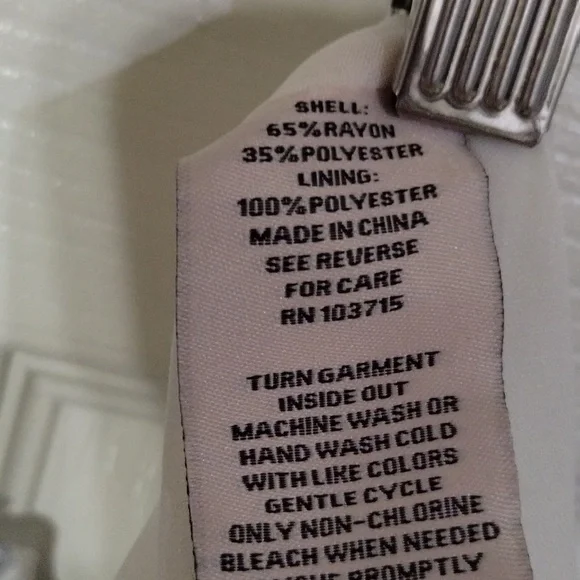 SHELL:
65%RAYON
35%POLYESTER
LINING:
100%POLYESTER
MADE IN CHINA
SEE REVERSE
FOR CARE
RN 103715
TURN GARMENT
INSIDE OUT
MACHINE WASH OR
HAND WASH COLD
WITH LIKE COLORS
GENTLE CYCLE
ONLY NON-CHLORINE
BLEACH WHEN NEEDED
PROMPTLY